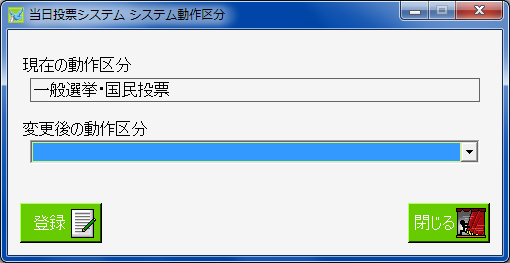 当日投票システム システム動作区分
現在の動作区分
一般選挙・国民投票
変更後の動作区分
登録
閉じる